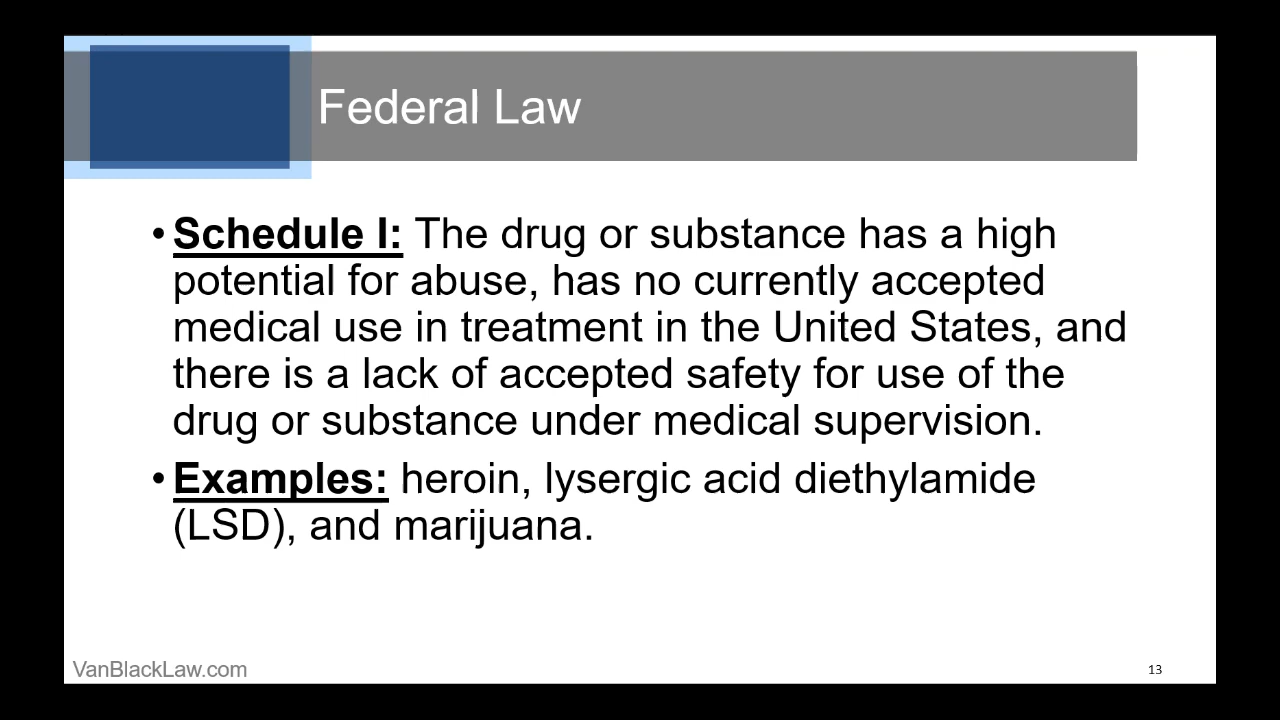 Federal Law
• Schedule I: The drug or substance has a high
potential for abuse, has no currently accepted
medical use in treatment in the United States, and
there is a lack of accepted safety for use of the
drug or substance under medical supervision.
• Examples: heroin, lysergic acid diethylamide
(LSD), and marijuana.
VanBlackLaw.com
13